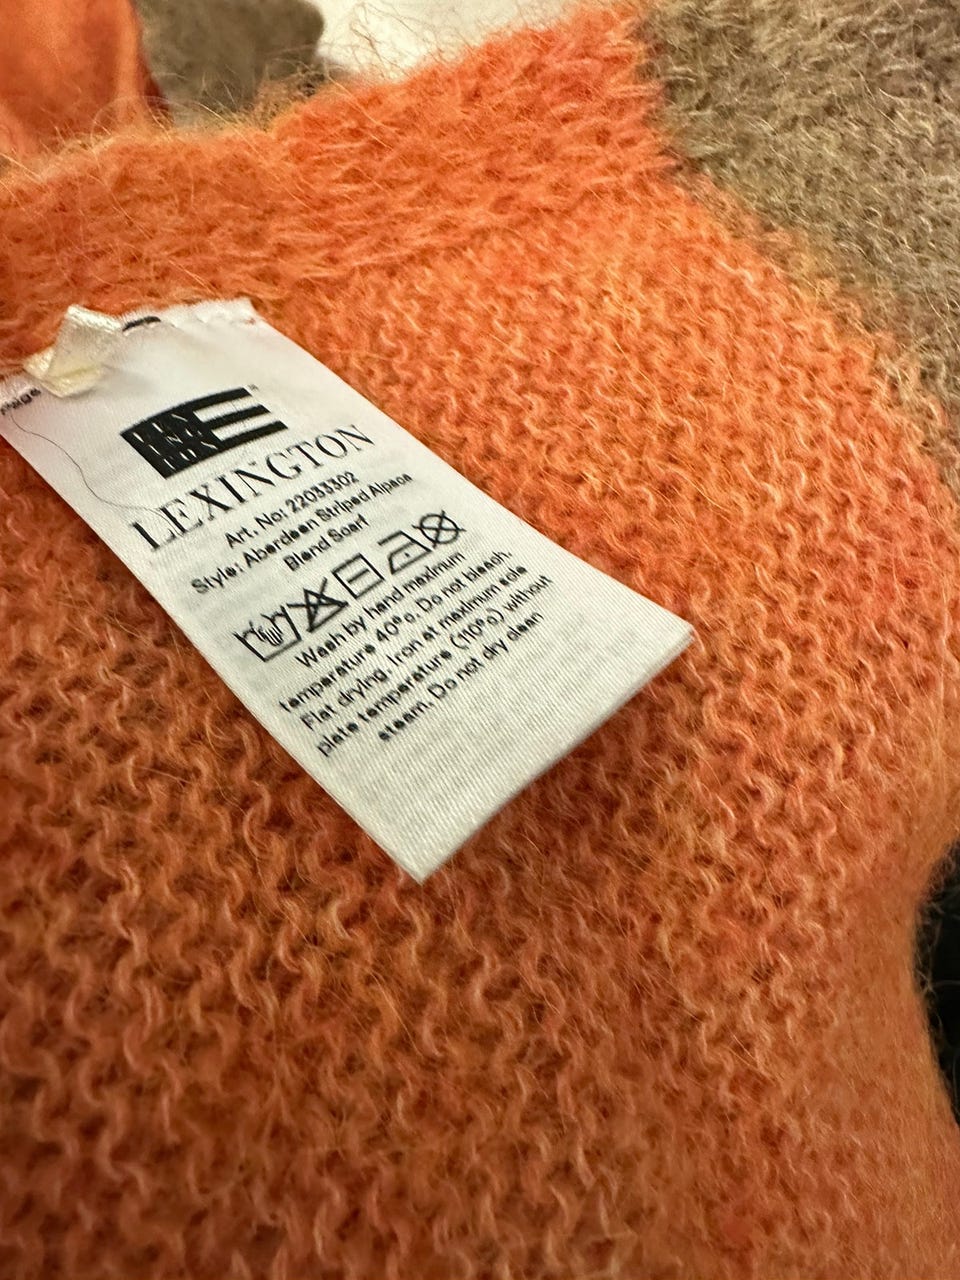 LEXINGTON
Art. No: 22033302
Style: Aberdeen Striped Alpaca
Blend Scarf
Wash by hand maximum
temperature 40°c. Do not bleach.
Flat drying. Iron at maximum sole
plate temperature (110°c) without
steam. Do not dry clean